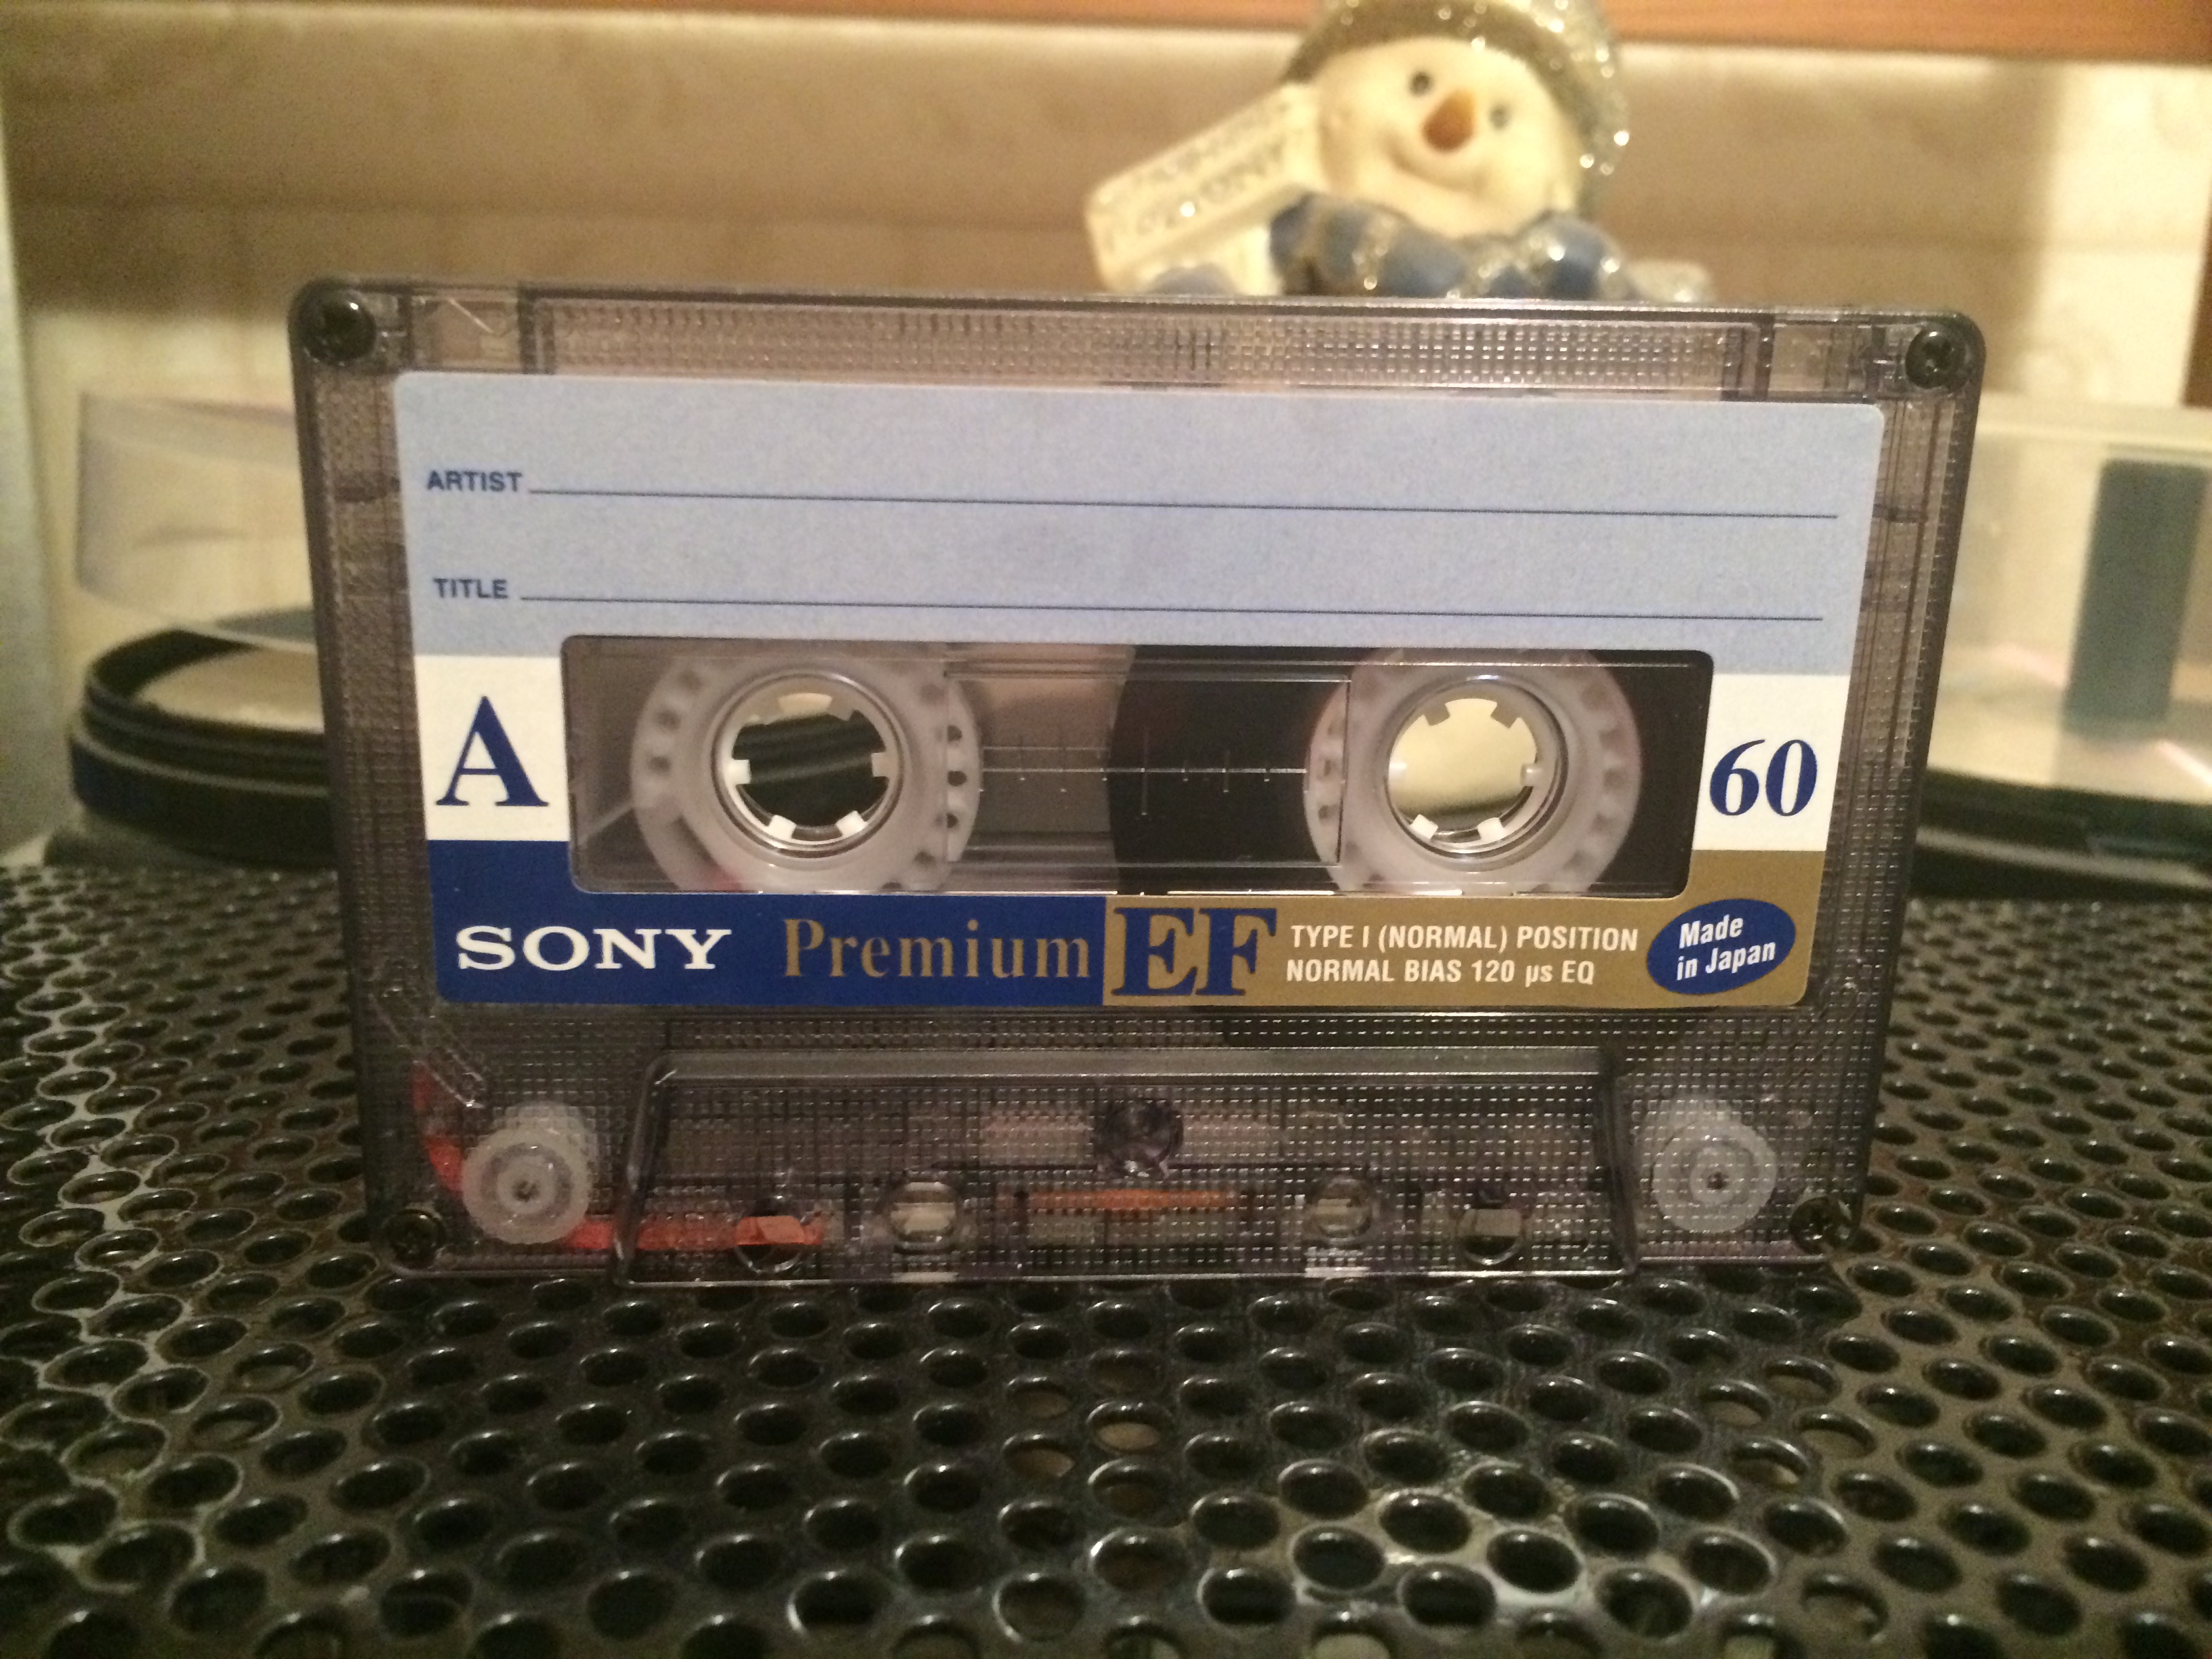 ARTIST
TITLE
A
60
SONY Premium EF
TYPE I (NORMAL) POSITION
NORMAL BIAS 120 µs EQ
Made
in Japan